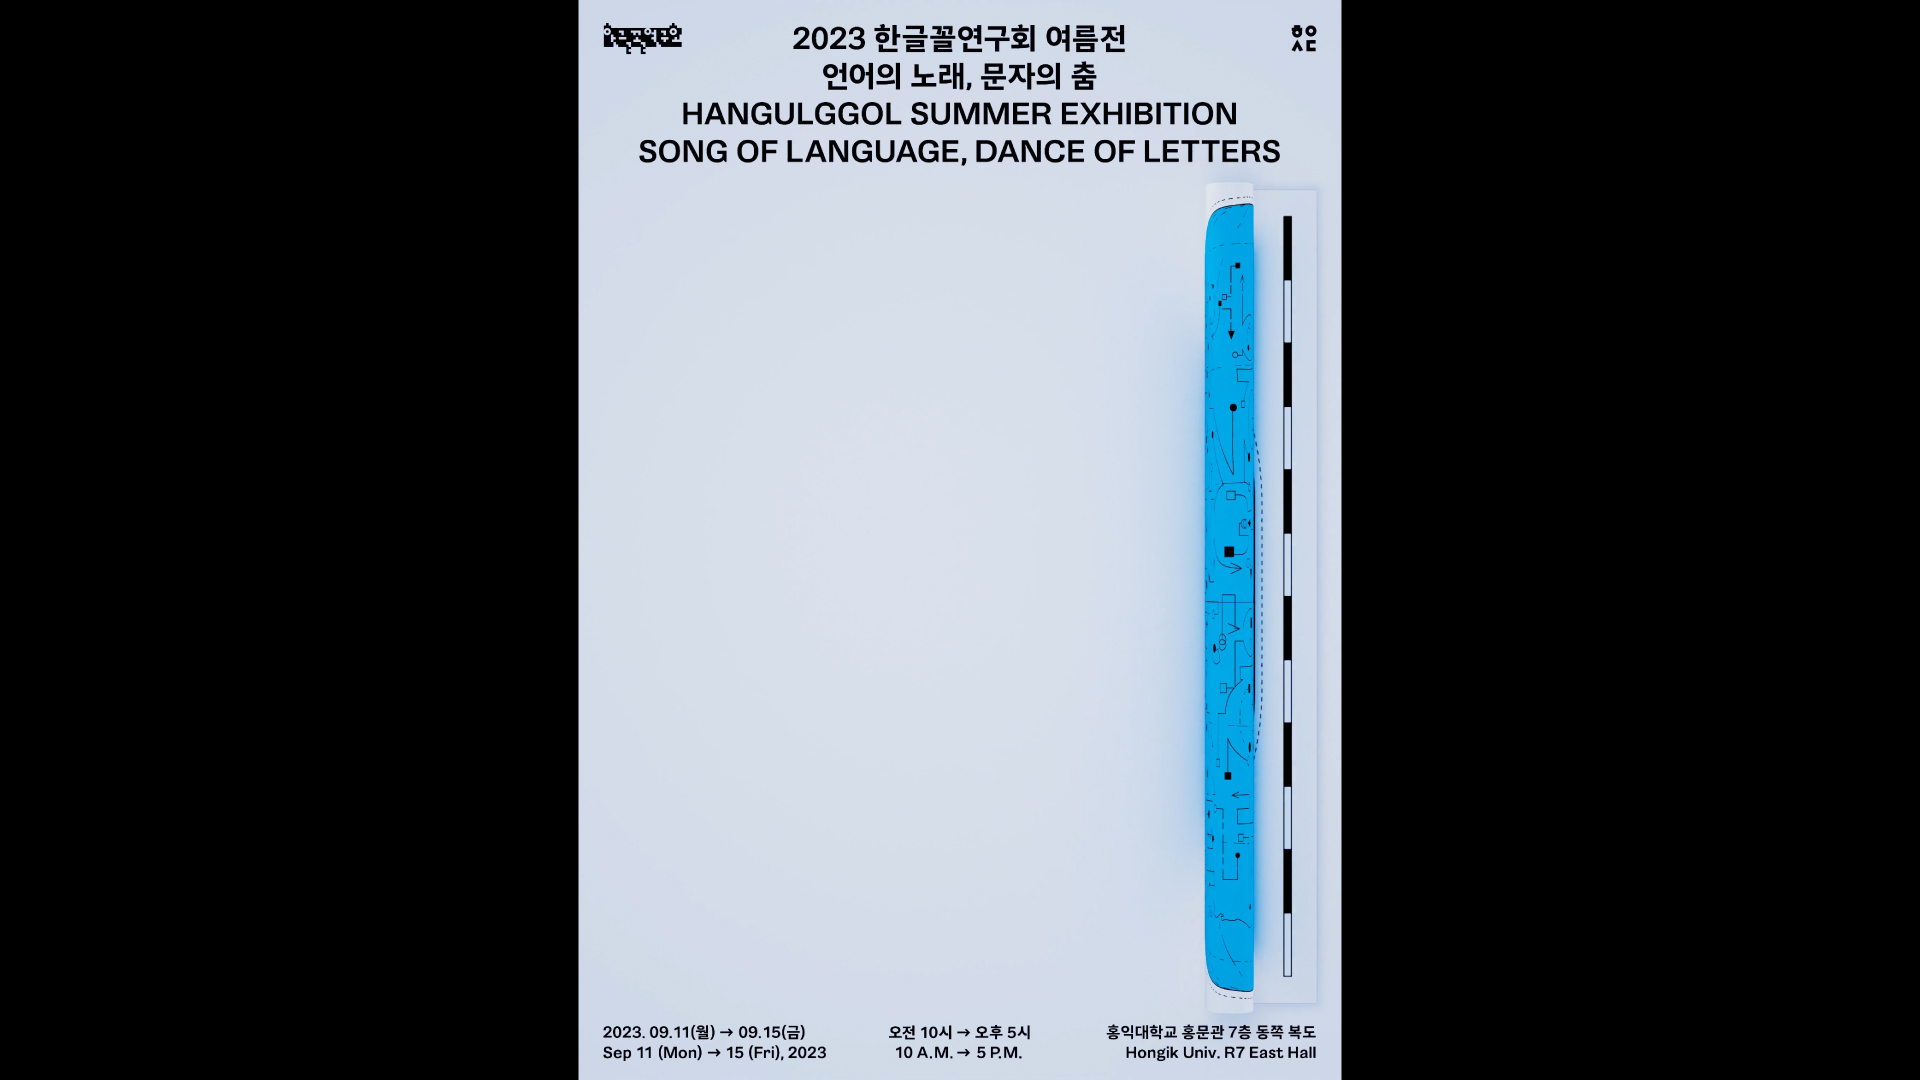 2023 한글꼴연구회 여름전
언어의 노래, 문자의 춤
HANGULGGOL SUMMER EXHIBITION
SONG OF LANGUAGE, DANCE OF LETTERS
2023. 09.11(월) → 09.15(금)
Sep 11 (Mon) → 15 (Fri), 2023
오전 10시 → 오후 5시
10 A.M. → 5 P.M.
홍익대학교 홍문관 7층 동쪽 복도
Hongik Univ. R7 East Hall